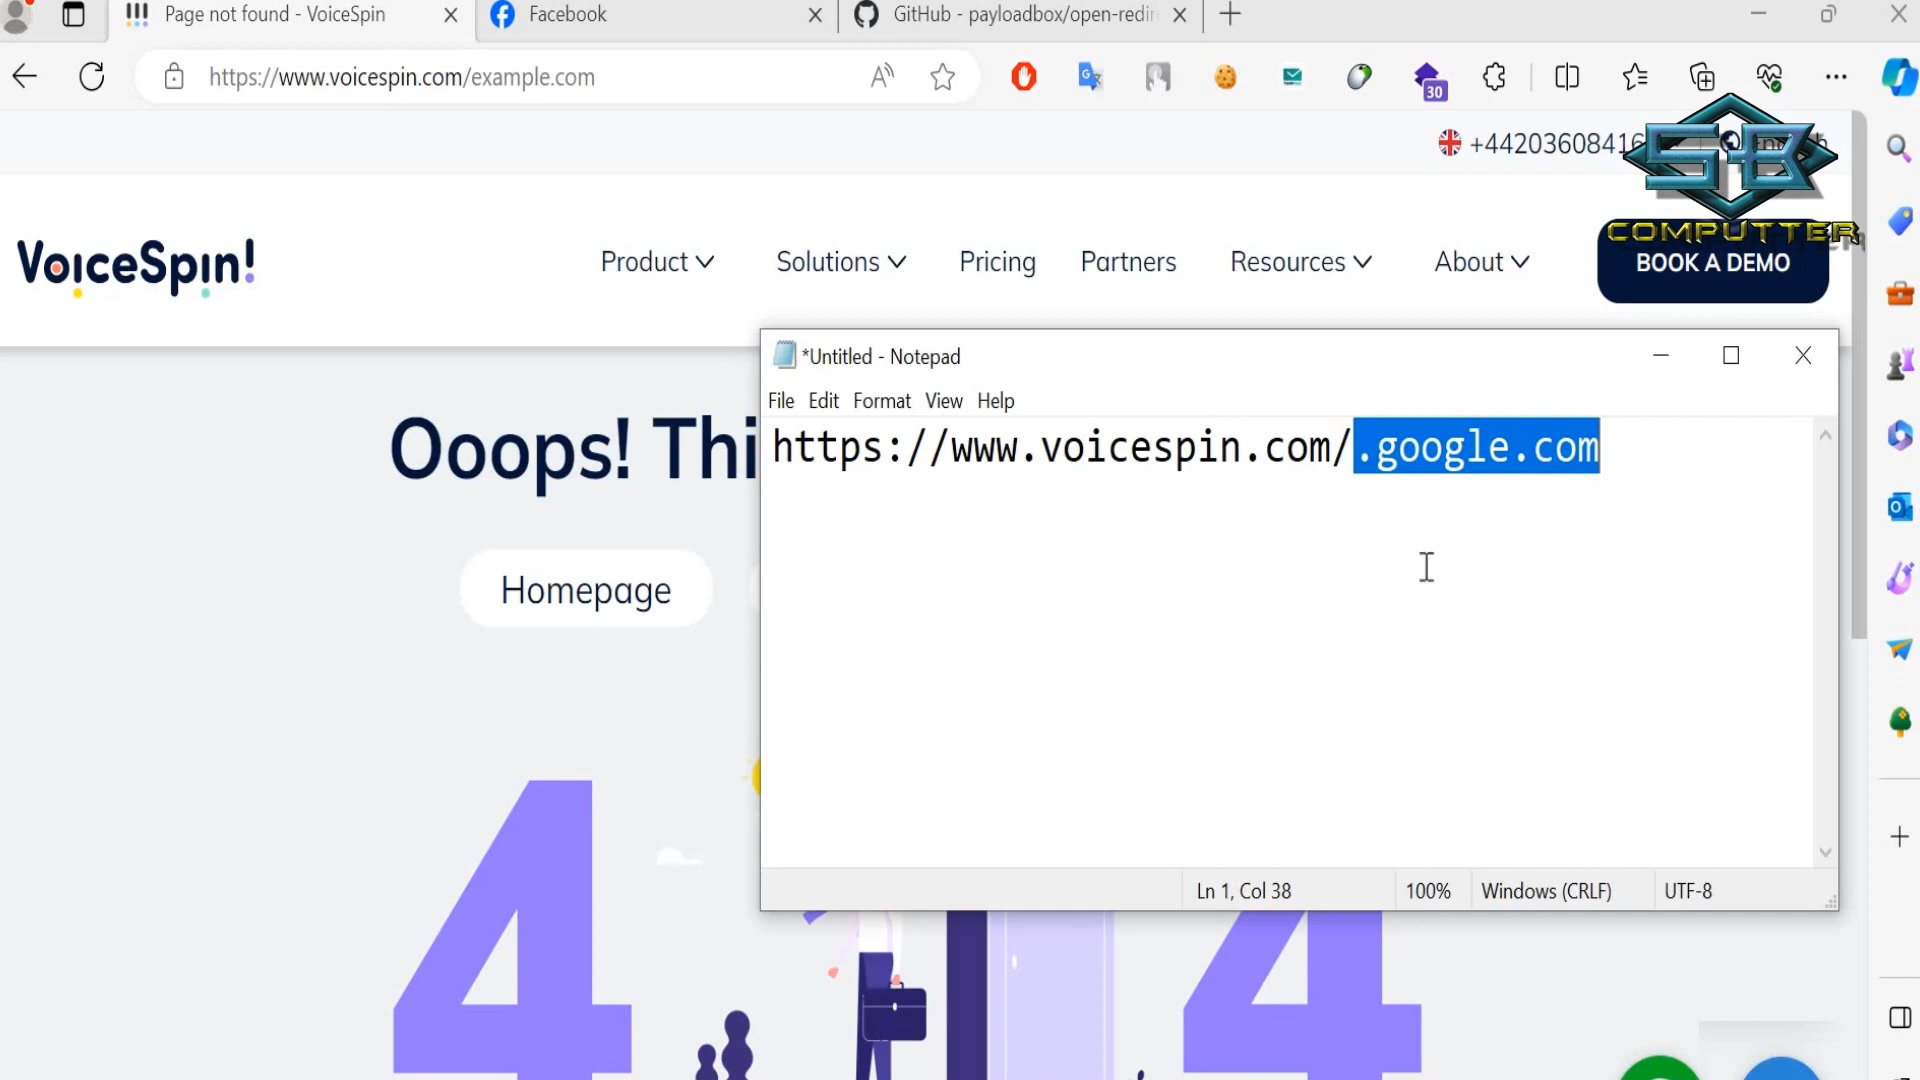 Page not found - VoiceSpin
Facebook
GitHub - payloadbox/open-redir
https://www.voicespin.com/example.com
30
+44203608416
SB
COMPUTTER
VoiceSpin!
Product
Solutions
Pricing
Partners
Resources
About
BOOK A DEMO
*Untitled - Notepad
File Edit Format View Help
Ooops! Thi
https://www.voicespin.com/.google.com
Homepage
4
4
Ln 1, Col 38
100%
Windows (CRLF)
UTF-8